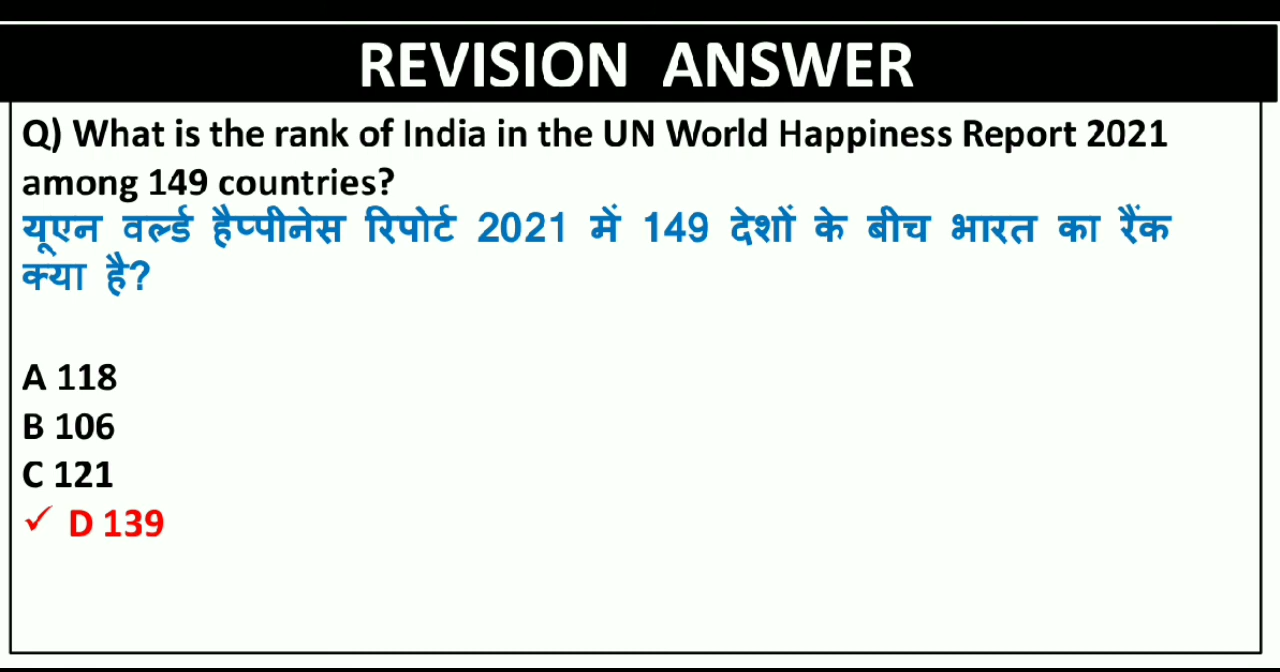 REVISION ANSWER
Q) What is the rank of India in the UN World Happiness Report 2021
among 149 countries?
यूएन वर्ल्ड हैप्पीनेस रिपोर्ट 2021 में 149 देशों के बीच भारत का रैंक
क्या है?
A 118
B 106
C 121
✓ D 139